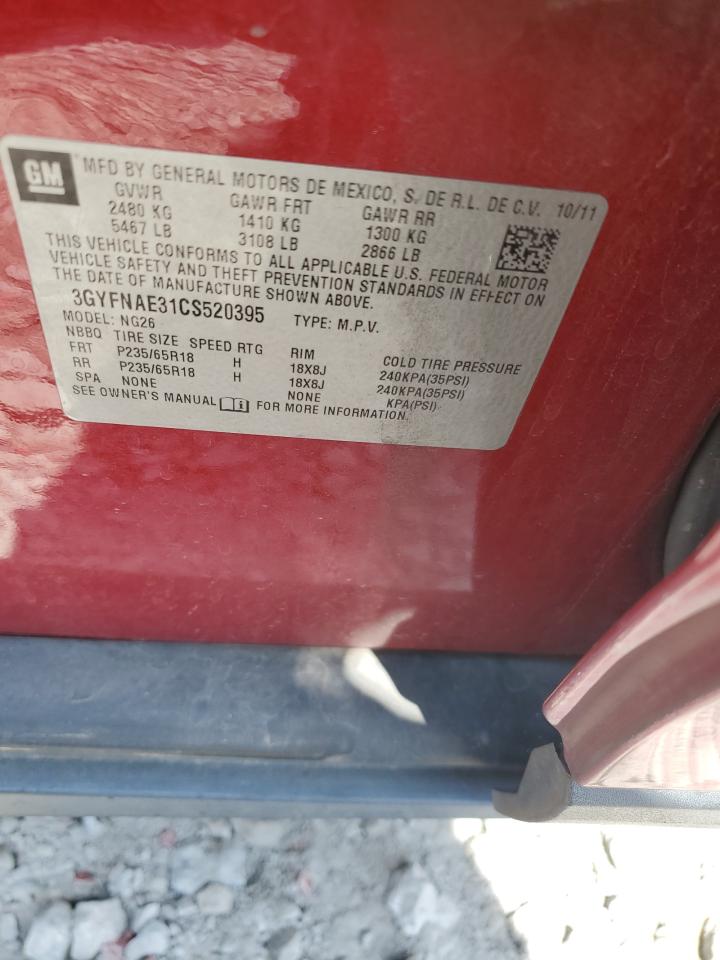 GM MFD BY GENERAL MOTORS DE MEXICO, S. DE R.L. DE C.V. 10/11
GVWR GAWR FRT GAWR RR
2480 KG 1410 KG 1300 KG
5467 LB 3108 LB 2866 LB
THIS VEHICLE CONFORMS TO ALL APPLICABLE U.S. FEDERAL MOTOR
VEHICLE SAFETY AND THEFT PREVENTION STANDARDS IN EFFECT ON
THE DATE OF MANUFACTURE SHOWN ABOVE.
3GYFNAE31CS520395 TYPE: M.P.V.
MODEL: NG26
NBBQ TIRE SIZE SPEED RTG RIM COLD TIRE PRESSURE
FRT P235/65R18 H 18X8J 240KPA(35PSI)
RR P235/65R18 H 18X8J 240KPA(35PSI)
SPA NONE NONE KPA(PSI)
SEE OWNER'S MANUAL FOR MORE INFORMATION.